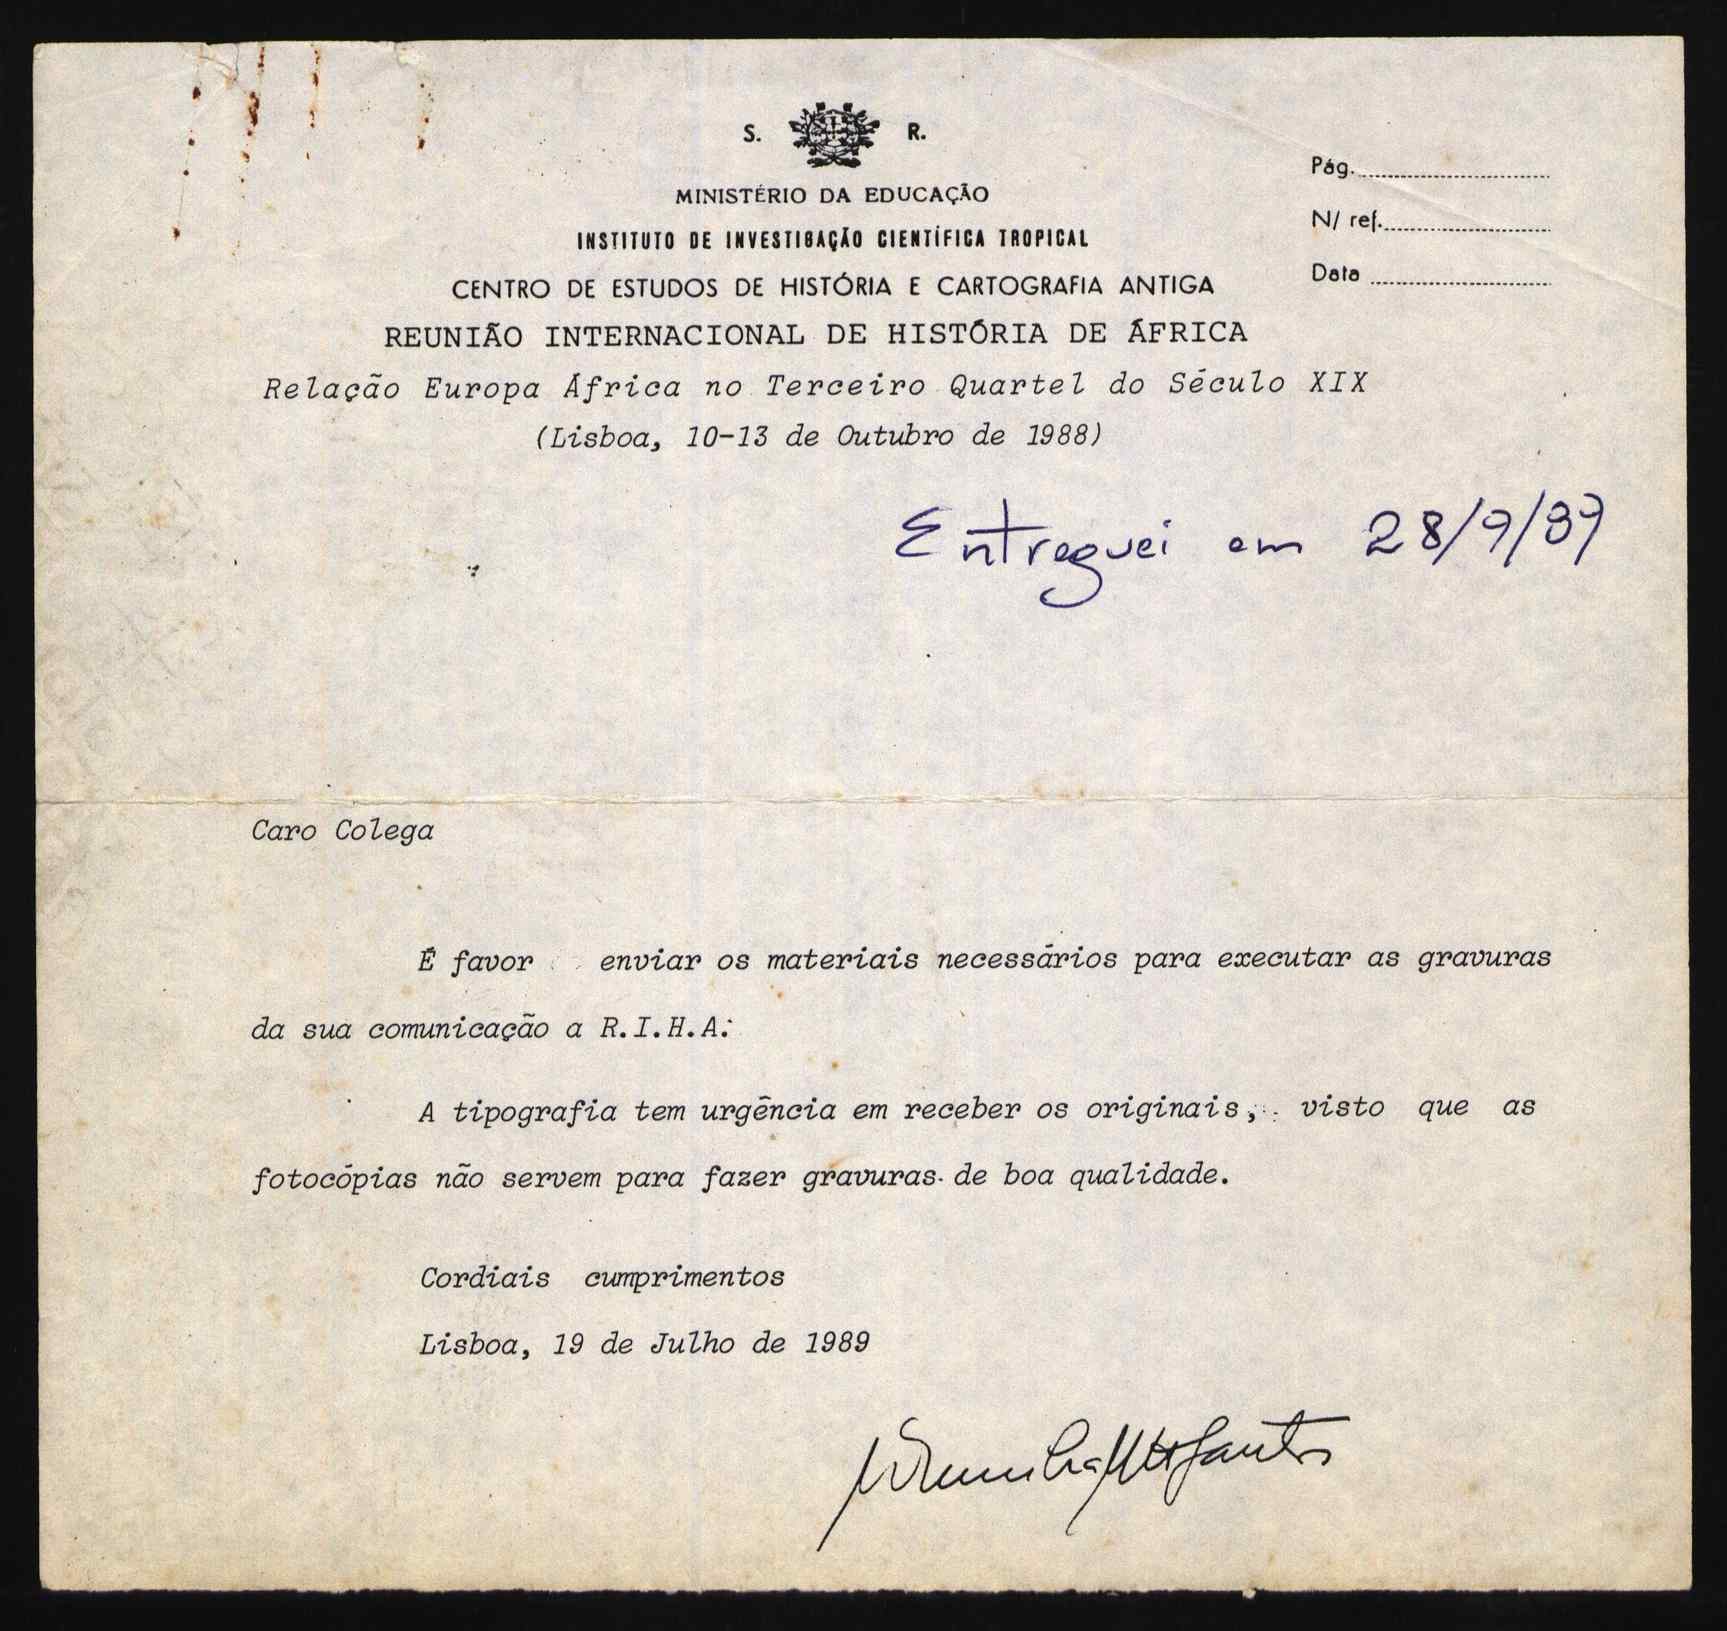 S. R.
MINISTÉRIO DA EDUCAÇÃO
INSTITUTO DE INVESTIGAÇÃO CIENTÍFICA TROPICAL
CENTRO DE ESTUDOS DE HISTÓRIA E CARTOGRAFIA ANTIGA
REUNIÃO INTERNACIONAL DE HISTÓRIA DE ÁFRICA
Relação Europa África no Terceiro Quartel do Século XIX
(Lisboa, 10-13 de Outubro de 1988)
Pág.
N/ ref.
Data
Entreguei em 28/9/89
Caro Colega
É favor enviar os materiais necessários para executar as gravuras
da sua comunicação a R.I.H.A.
A tipografia tem urgência em receber os originais, visto que as
fotocópias não servem para fazer gravuras de boa qualidade.
Cordiais cumprimentos
Lisboa, 19 de Julho de 1989
Santos